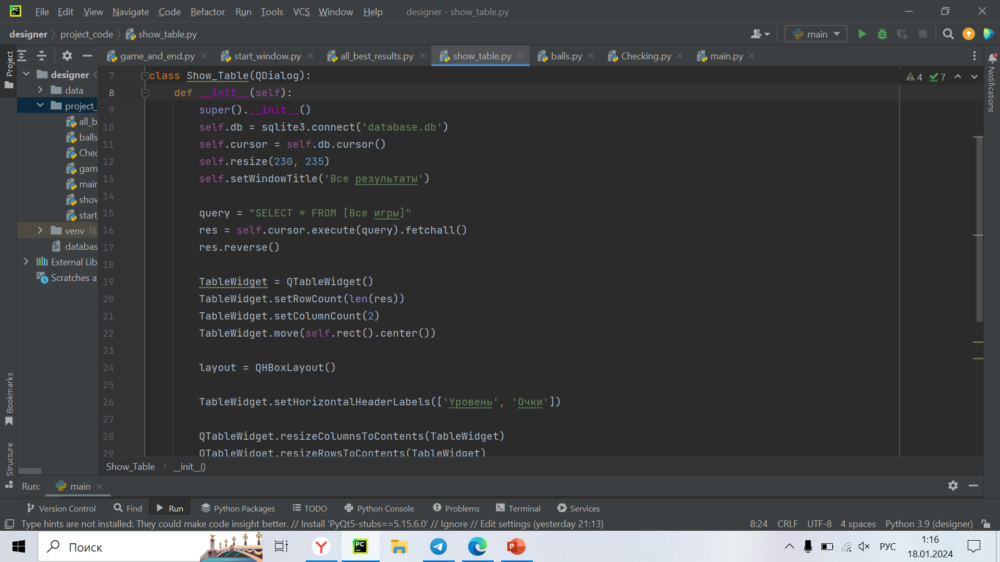 File Edit View Navigate Code Refactor Run Tools VCS Window Help designer - show_table.py
designer project_code show_table.py main
game_and_end.py start_window.py all_best_results.py show_table.py balls.py Checking.py main.py
Project
Notifications
Bookmarks
Structure
designer
data
project_
all_b
balls
Chec
gam
main
show
start
venv lib
databas
External Lib
Scratches a
4 7
7 class Show_Table(QDialog):
8 def __init__(self):
9 super().__init__()
10 self.db = sqlite3.connect('database.db')
11 self.cursor = self.db.cursor()
12 self.resize(230, 235)
13 self.setWindowTitle('Все результаты')
14
15 query = "SELECT * FROM [Все игры]"
16 res = self.cursor.execute(query).fetchall()
17 res.reverse()
18
19 TableWidget = QTableWidget()
20 TableWidget.setRowCount(len(res))
21 TableWidget.setColumnCount(2)
22 TableWidget.move(self.rect().center())
23
24 layout = QHBoxLayout()
25
26 TableWidget.setHorizontalHeaderLabels(['Уровень', 'Очки'])
27
28 QTableWidget.resizeColumnsToContents(TableWidget)
29 QTableWidget.resizeRowsToContents(TableWidget)
Show_Table __init__()
Run: main
Version Control Find Run Python Packages TODO Python Console Problems Terminal Services
Type hints are not installed: They could make code insight better. // Install 'PyQt5-stubs==5.15.6.0' // Ignore // Edit settings (yesterday 21:13) 8:24 CRLF UTF-8 4 spaces Python 3.9 (designer)
Поиск РУС 1:16
18.01.2024